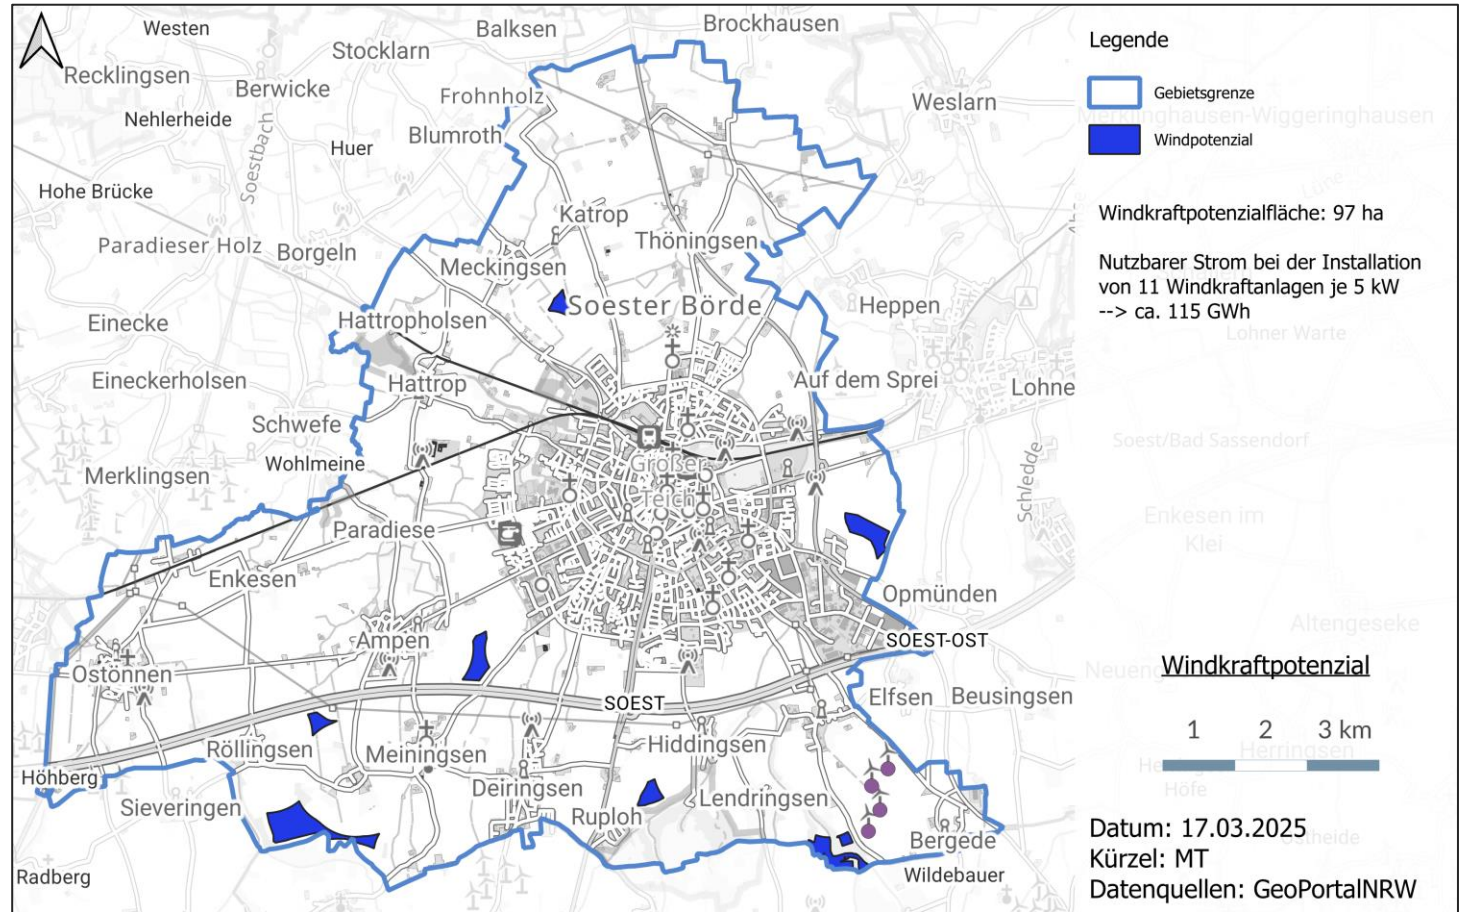 Westen
Balksen
Brockhausen
Stocklarn
Recklingsen
Berwicke
Frohnholz
Weslarn
Nehlerheide
Blumroth
Huer
Soestbach
Hohe Brücke
Katrop
Paradieser Holz
Borgeln
Thöningsen
Meckingsen
Soester Börde
Heppen
Einecke
Hattropholsen
Eineckerholsen
Hattrop
Auf dem Sprei
Lohne
Schwefe
Wohlmeine
Merklingsen
Großer
Teich
Schledde
Paradiese
Enkesen
Opmünden
Ampen
SOEST-OST
Ostönnen
Elfsen
Beusingsen
SOEST
Röllingsen
Meiningsen
Hiddingsen
Höhberg
Sieveringen
Deiringsen
Lendringsen
Ruploh
Bergede
Radberg
Wildebauer
Legende
Gebietsgrenze
Merklinghausen-Wiggeringhausen
Windpotenzial
Windkraftpotenzialfläche: 97 ha
Nutzbarer Strom bei der Installation
von 11 Windkraftanlagen je 5 kW
--> ca. 115 GWh
Lohner Warte
Soest/Bad Sassendorf
Enkesen im
Klei
Altengeseke
Windkraftpotenzial
1 2 3 km
Herringsen
Höfe
Datum: 17.03.2025
Kürzel: MT
Datenquellen: GeoPortalNRW